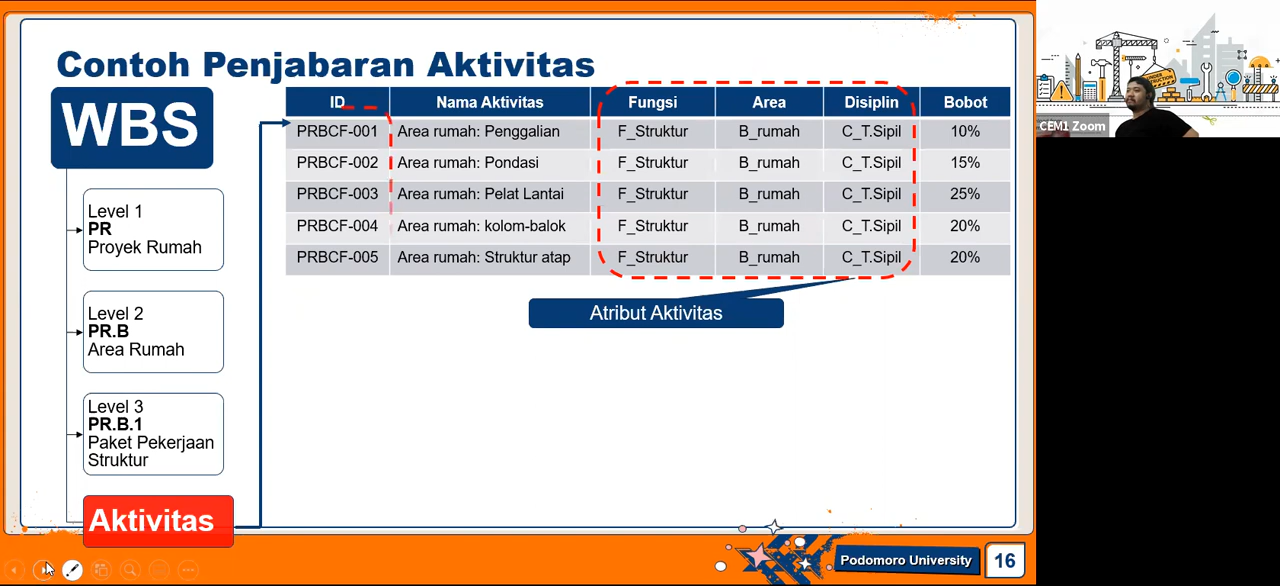 Contoh Penjabaran Aktivitas
WBS
Level 1
PR
Proyek Rumah
Level 2
PR.B
Area Rumah
Level 3
PR.B.1
Paket Pekerjaan
Struktur
Aktivitas
ID Nama Aktivitas Fungsi Area Disiplin Bobot
PRBCF-001 Area rumah: Penggalian F_Struktur B_rumah C_T.Sipil 10%
PRBCF-002 Area rumah: Pondasi F_Struktur B_rumah C_T.Sipil 15%
PRBCF-003 Area rumah: Pelat Lantai F_Struktur B_rumah C_T.Sipil 25%
PRBCF-004 Area rumah: kolom-balok F_Struktur B_rumah C_T.Sipil 20%
PRBCF-005 Area rumah: Struktur atap F_Struktur B_rumah C_T.Sipil 20%
Atribut Aktivitas
Podomoro University 16
UNDER
CONSTRUCTION
CEM1 Zoom